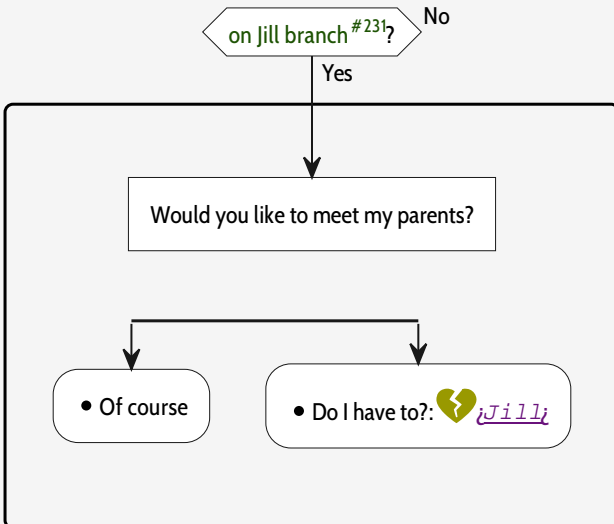 No
on Jill branch #231?
Yes
Would you like to meet my parents?
• Of course
• Do I have to?: 💔 ¿Jill¿